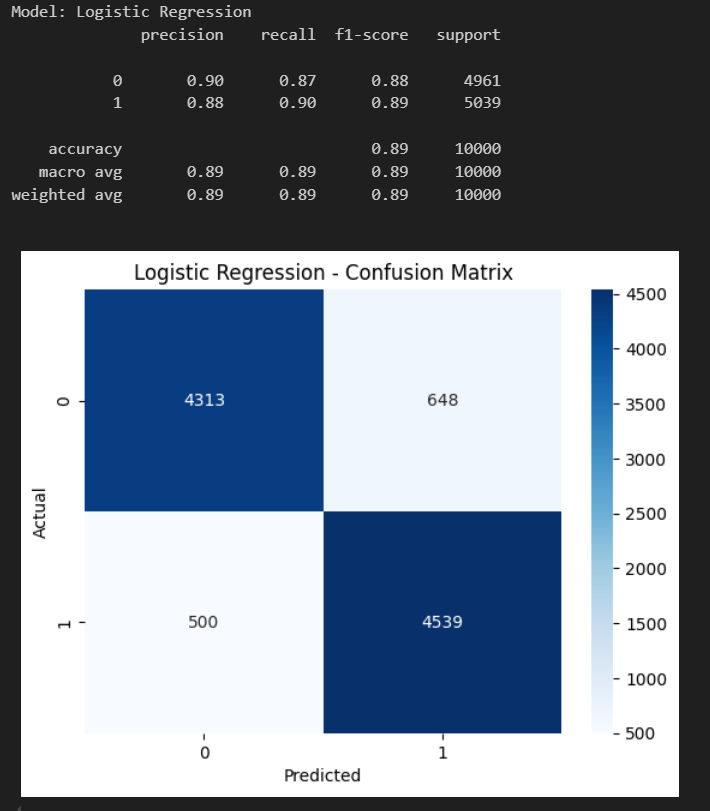 Model: Logistic Regression
precision recall f1-score support
0 0.90 0.87 0.88 4961
1 0.88 0.90 0.89 5039
accuracy 0.89 10000
macro avg 0.89 0.89 0.89 10000
weighted avg 0.89 0.89 0.89 10000
Logistic Regression - Confusion Matrix
4500
4000
0 4313 648
3500
3000
Actual
2500
2000
1 500 4539
1500
1000
500
0 1
Predicted